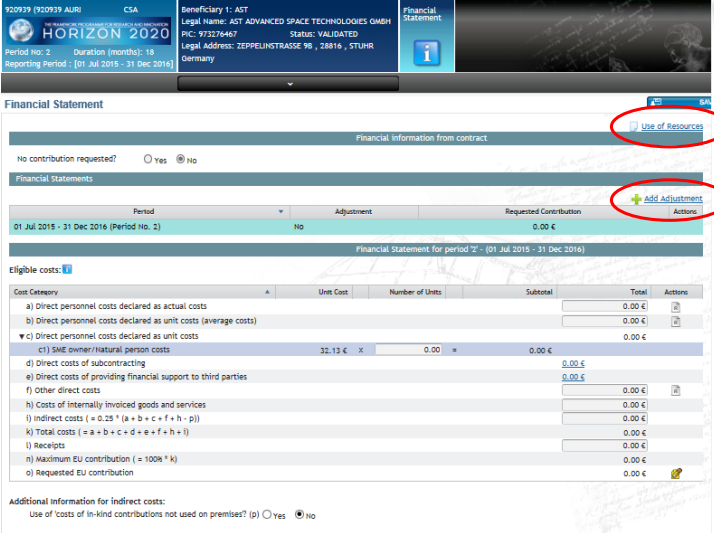 920939 (920939 AURI CSA
THE FRAMEWORK PROGRAMME FOR RESEARCH AND INNOVATION
HORIZON 2020
Period No: 2 Duration (months): 18
Reporting Period : [01 Jul 2015 - 31 Dec 2016]
Beneficiary 1: AST
Legal Name: AST ADVANCED SPACE TECHNOLOGIES GMBH
PIC: 973276467 Status: VALIDATED
Legal Address: ZEPPELINSTRASSE 9B , 28816 , STUHR
Germany
Financial
Statement
i
Financial Statement
SAV
Use of Resources
Financial information from contract
No contribution requested? Yes No
Financial Statements
Add Adjustment
Period Adjustment Requested Contribution Actions
01 Jul 2015 - 31 Dec 2016 (Period No. 2) No 0.00 €
Financial Statement for period '2' - (01 Jul 2015 - 31 Dec 2016)
Eligible costs: i
Cost Category Unit Cost Number of Units Subtotal Total Actions
a) Direct personnel costs declared as actual costs 0.00 €
b) Direct personnel costs declared as unit costs (average costs) 0.00 €
c) Direct personnel costs declared as unit costs 0.00 €
c1) SME owner/Natural person costs 32.13 € X 0.00 = 0.00 €
d) Direct costs of subcontracting 0.00 €
e) Direct costs of providing financial support to third parties 0.00 €
f) Other direct costs 0.00 €
h) Costs of internally invoiced goods and services 0.00 €
i) Indirect costs ( = 0.25 * (a + b + c + f + h - p)) 0.00 €
k) Total costs ( = a + b + c + d + e + f + h + i) 0.00 €
l) Receipts 0.00 €
n) Maximum EU contribution ( = 100% * k) 0.00 €
o) Requested EU contribution 0.00 €
Additional Information for indirect costs:
Use of 'costs of in-kind contributions not used on premises? (p) Yes No